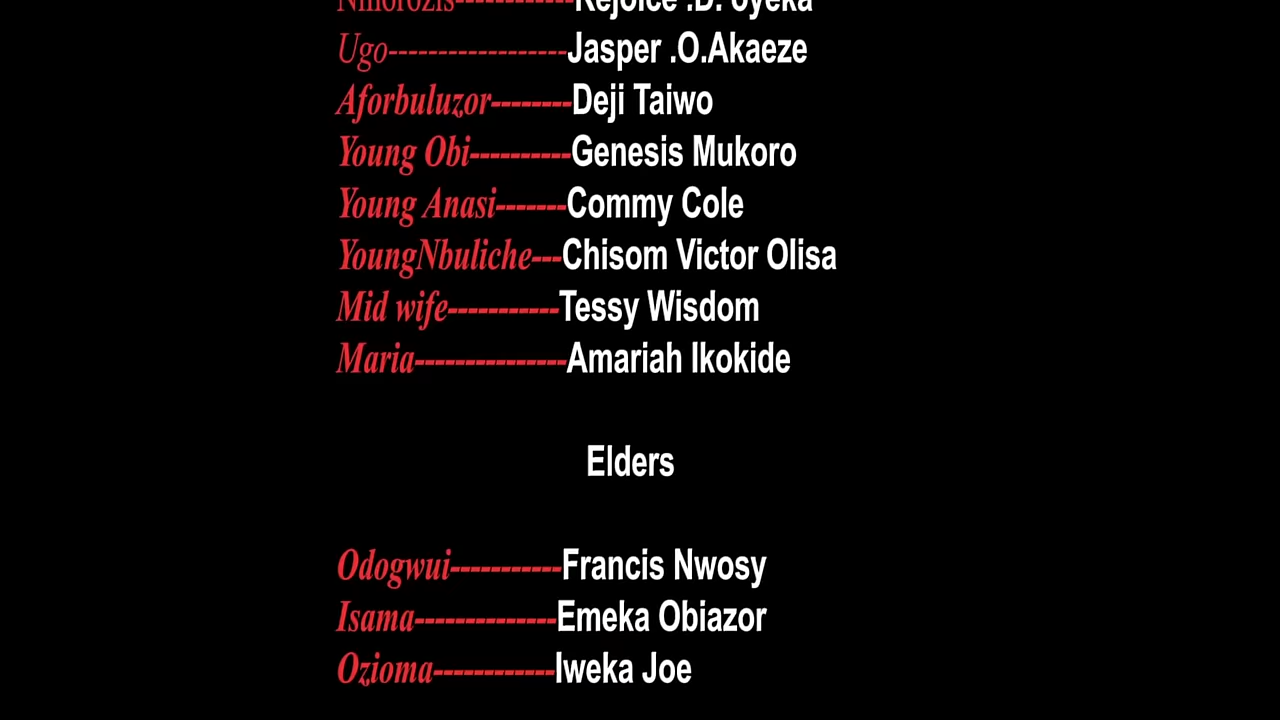 Ugo------------------Jasper .O.Akaeze
Aforbuluzor--------Deji Taiwo
Young Obi----------Genesis Mukoro
Young Anasi-------Commy Cole
YoungNbuliche---Chisom Victor Olisa
Mid wife-----------Tessy Wisdom
Maria---------------Amariah Ikokide
Elders
Odogwui-----------Francis Nwosy
Isama--------------Emeka Obiazor
Ozioma------------Iweka Joe